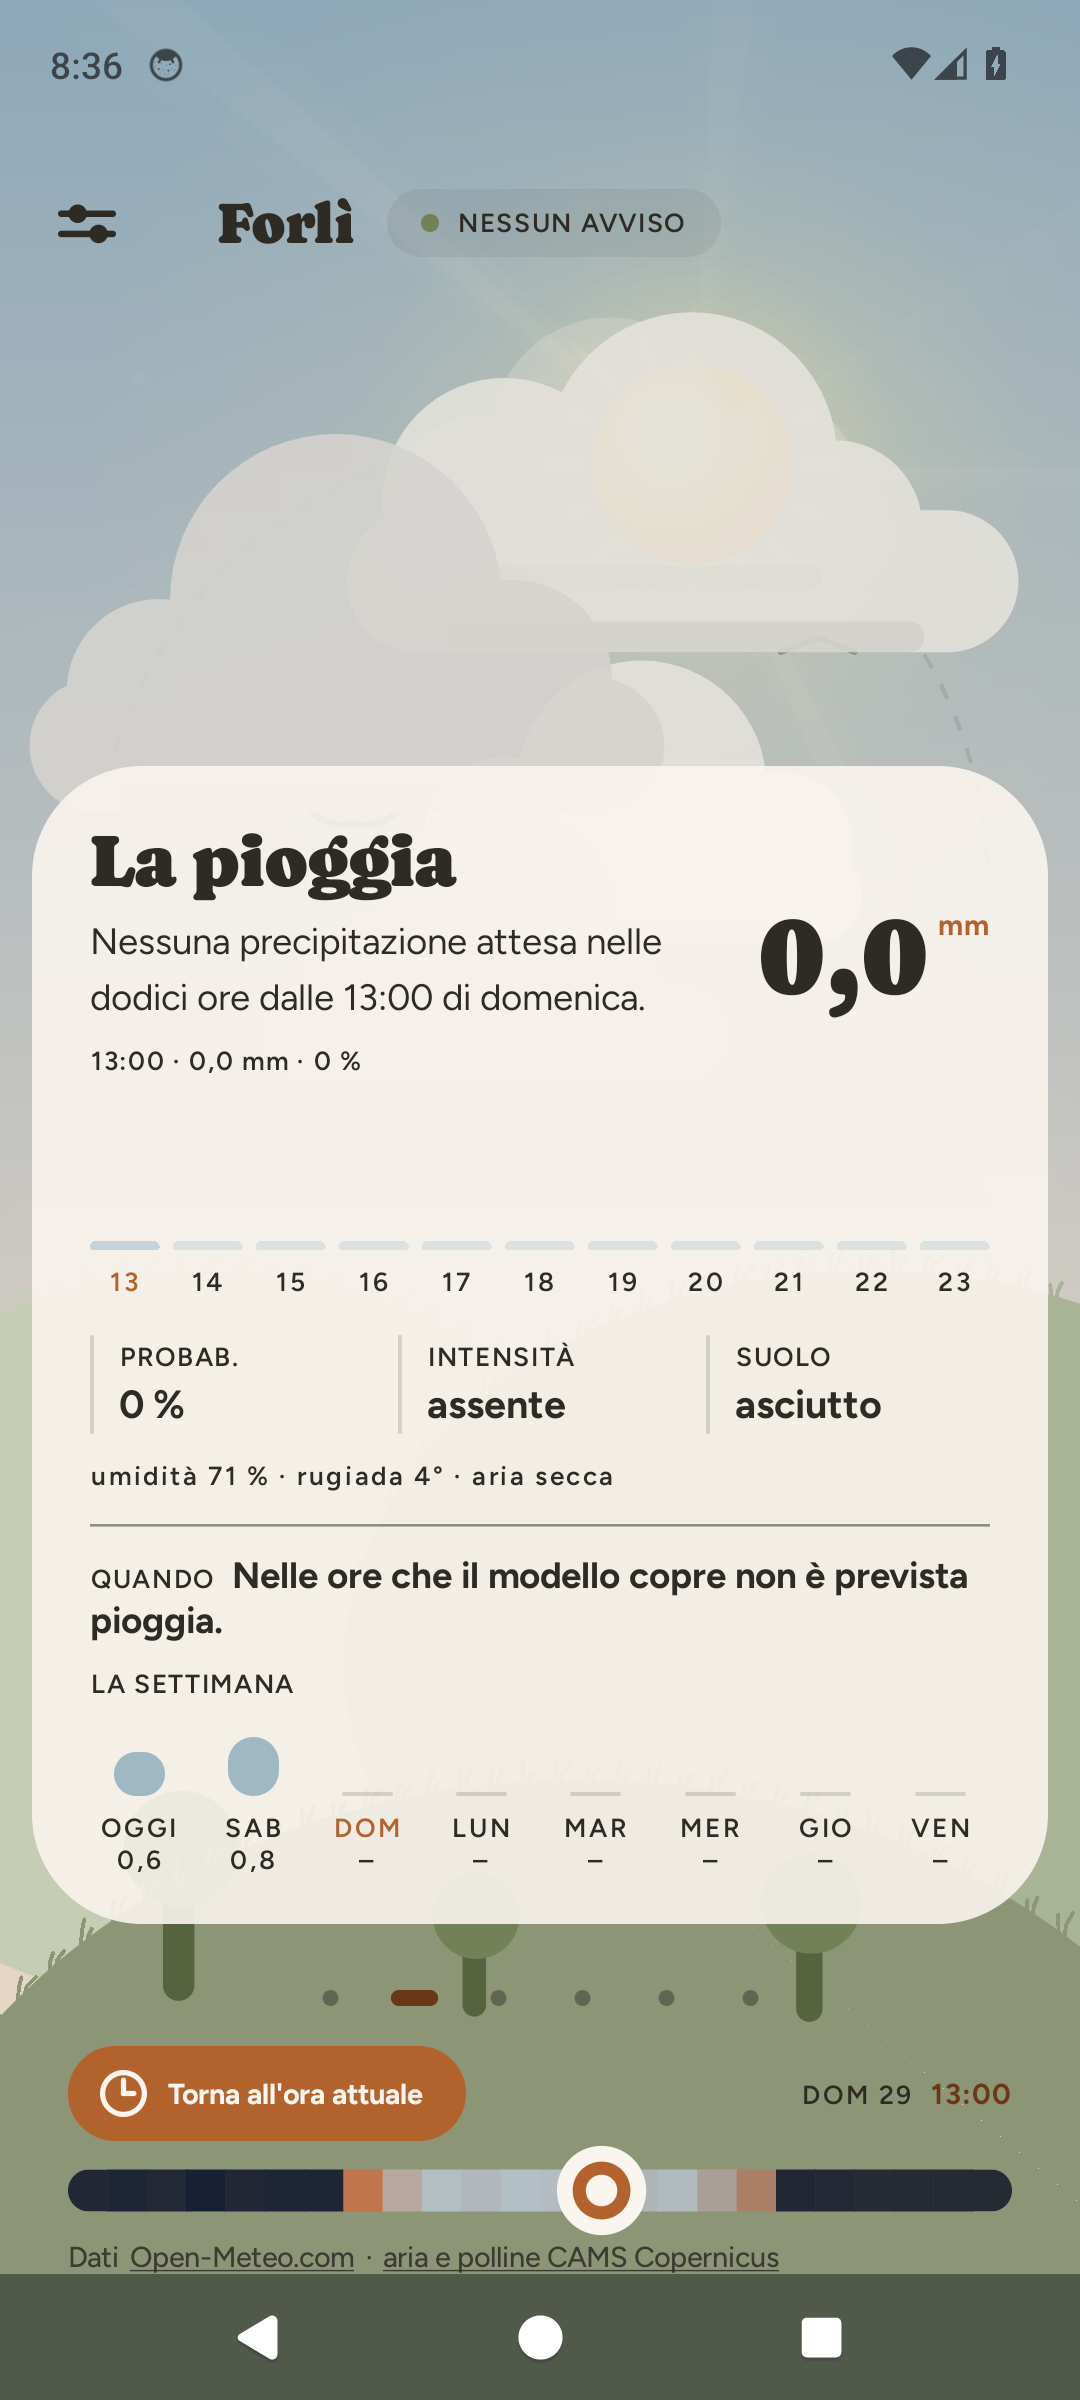 8:36
Forlì
NESSUN AVVISO
La pioggia
Nessuna precipitazione attesa nelle
dodici ore dalle 13:00 di domenica.
0,0 mm
13:00 · 0,0 mm · 0 %
13 14 15 16 17 18 19 20 21 22 23
PROBAB. INTENSITÀ SUOLO
0 % assente asciutto
umidità 71 % · rugiada 4° · aria secca
QUANDO Nelle ore che il modello copre non è prevista
pioggia.
LA SETTIMANA
OGGI SAB DOM LUN MAR MER GIO VEN
0,6 0,8 – – – – – –
Torna all'ora attuale
DOM 29 13:00
Dati Open-Meteo.com · aria e polline CAMS Copernicus